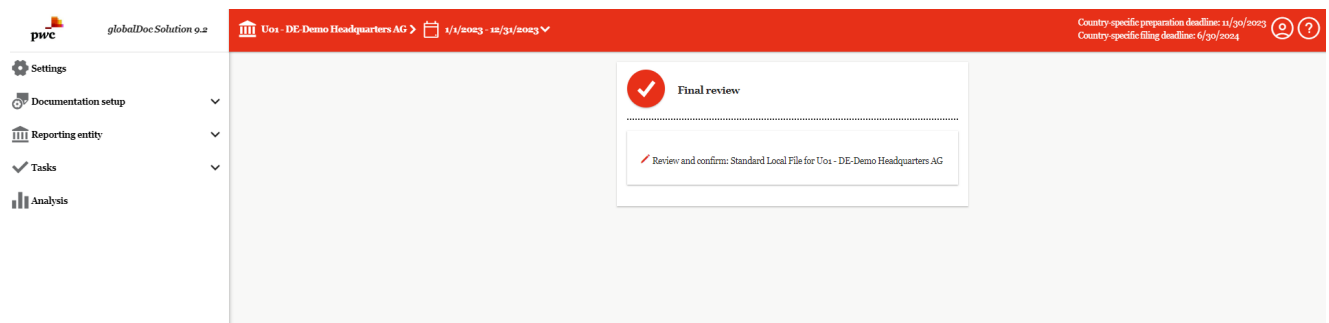 pwc
globalDoc Solution 9.2
U01 - DE-Demo Headquarters AG
1/1/2023 - 12/31/2023
Country-specific preparation deadline: 11/30/2023
Country-specific filing deadline: 6/30/2024
?
Settings
Documentation setup
Reporting entity
Tasks
Analysis
Final review
Review and confirm: Standard Local File for U01 - DE-Demo Headquarters AG